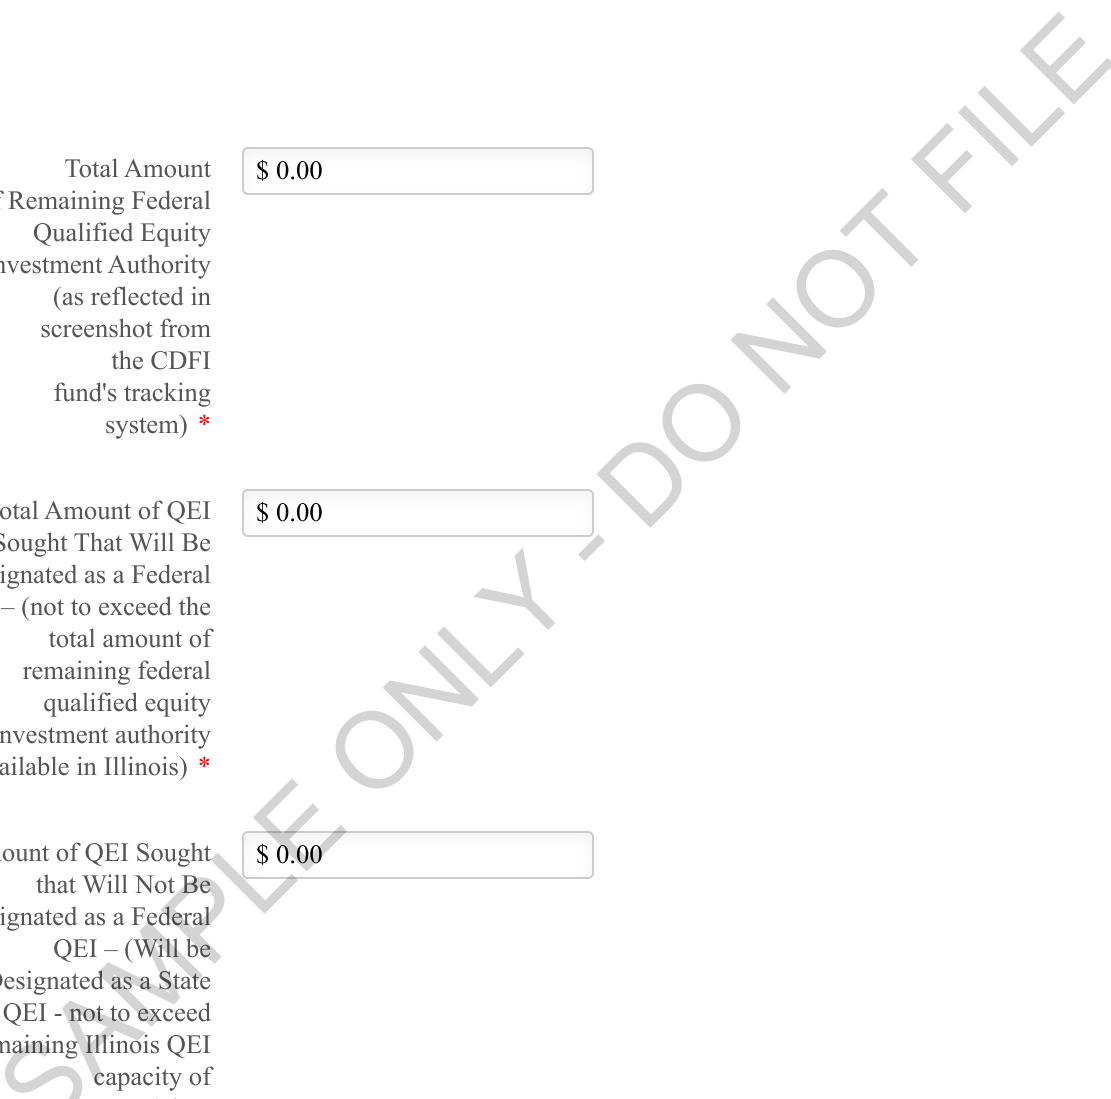 Total Amount
$ 0.00
f Remaining Federal
Qualified Equity
nvestment Authority
(as reflected in
screenshot from
the CDFI
fund's tracking
system) *
otal Amount of QEI
$ 0.00
Sought That Will Be
ignated as a Federal
– (not to exceed the
total amount of
remaining federal
qualified equity
nvestment authority
ailable in Illinois) *
ount of QEI Sought
$ 0.00
that Will Not Be
ignated as a Federal
QEI – (Will be
Designated as a State
QEI - not to exceed
maining Illinois QEI
capacity of
SAMPLE ONLY - DO NOT FILE